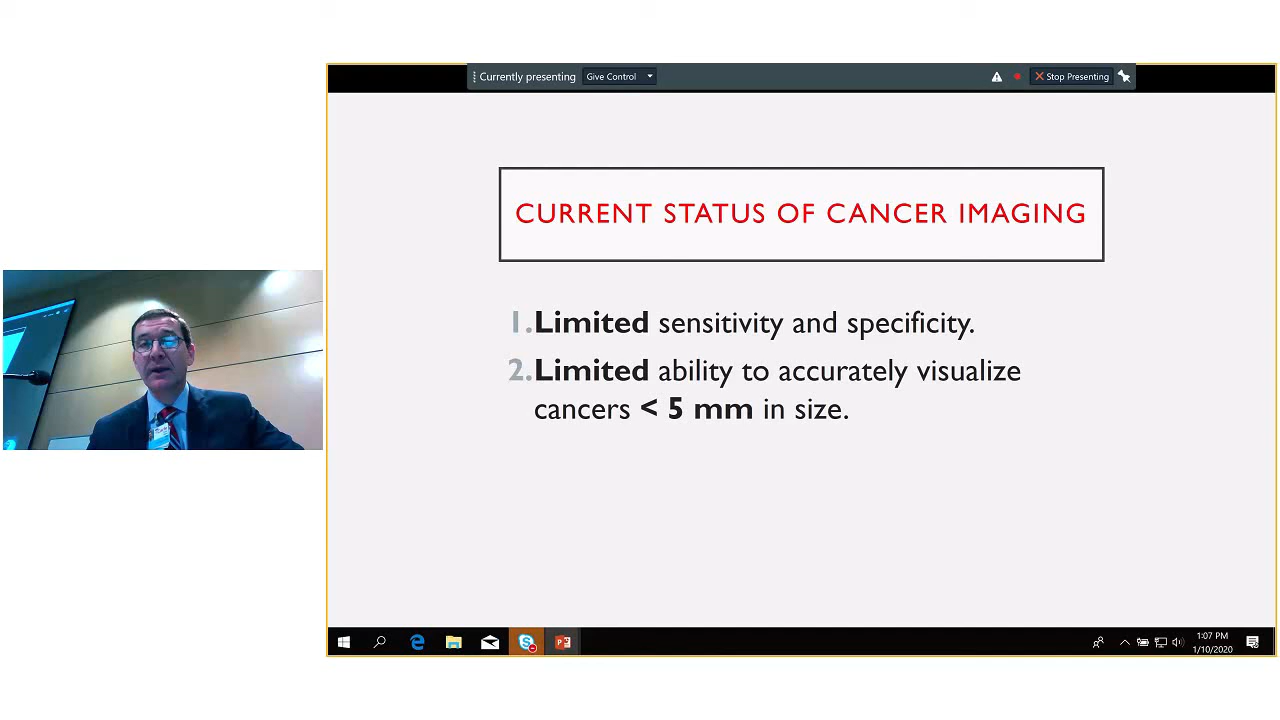 Currently presenting Give Control Stop Presenting
CURRENT STATUS OF CANCER IMAGING
1. Limited sensitivity and specificity.
2. Limited ability to accurately visualize
cancers < 5 mm in size.
1:07 PM
1/10/2020